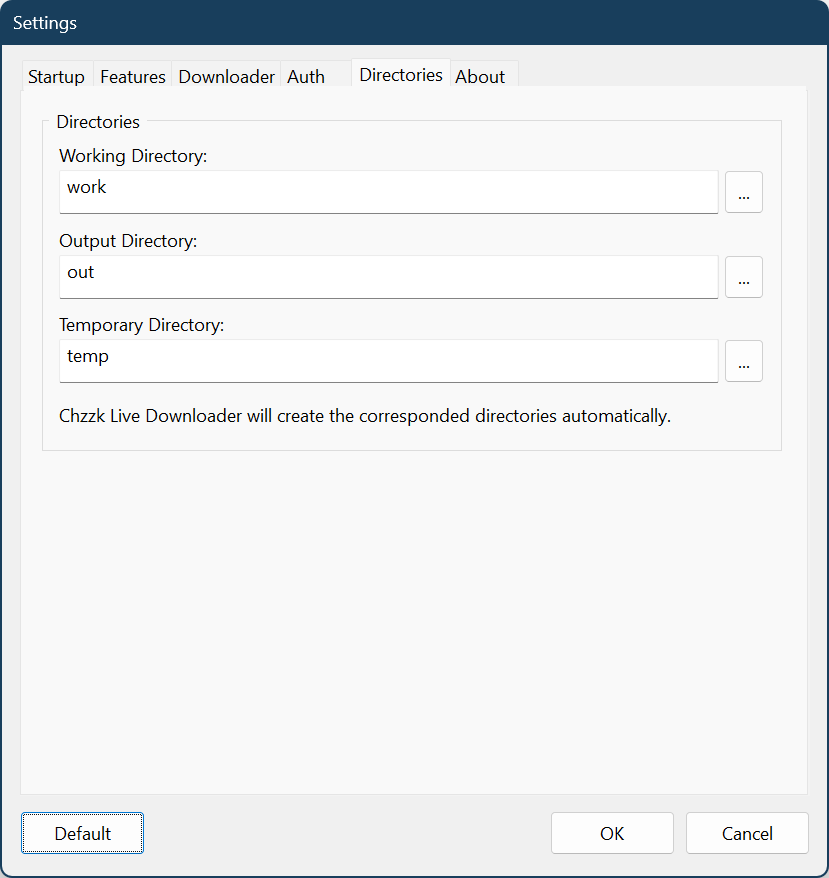 Settings
Startup Features Downloader Auth Directories About
Directories
Working Directory:
work
...
Output Directory:
out
...
Temporary Directory:
temp
...
Chzzk Live Downloader will create the corresponded directories automatically.
Default OK Cancel